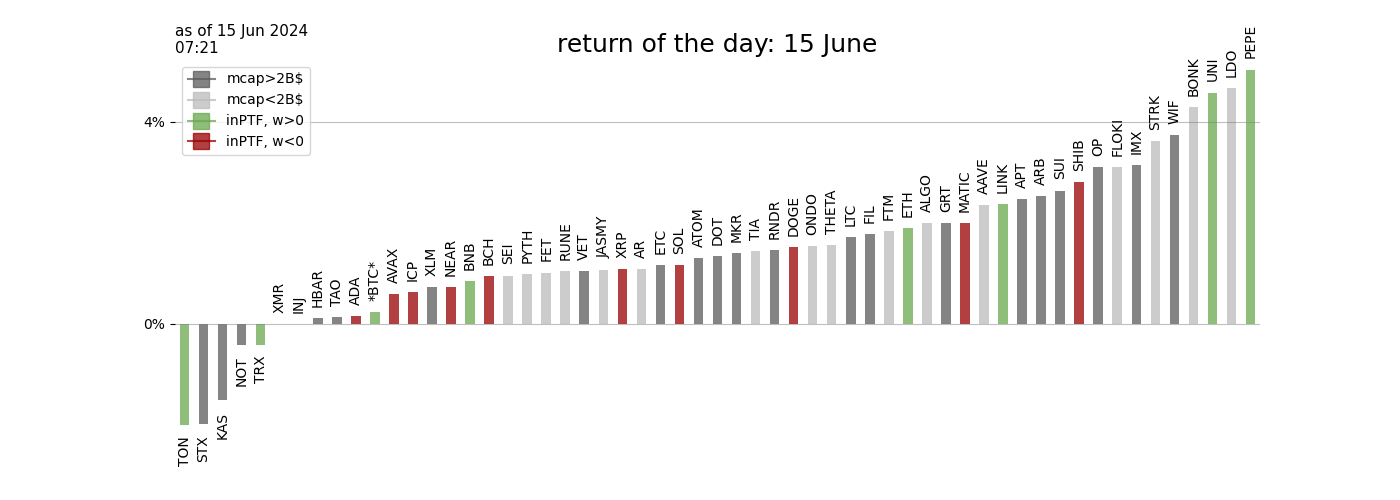 as of 15 Jun 2024
07:21
return of the day: 15 June
mcap>2B$
mcap<2B$
inPTF, w>0
inPTF, w<0
4%
0%
TON
STX
KAS
NOT
TRX
XMR
INJ
HBAR
TAO
ADA
*BTC*
AVAX
ICP
XLM
NEAR
BNB
BCH
SEI
PYTH
FET
RUNE
VET
JASMY
XRP
AR
ETC
SOL
ATOM
DOT
MKR
TIA
RNDR
DOGE
ONDO
THETA
LTC
FIL
FTM
ETH
ALGO
GRT
MATIC
AAVE
LINK
APT
ARB
SUI
SHIB
OP
FLOKI
IMX
STRK
WIF
BONK
UNI
LDO
PEPE